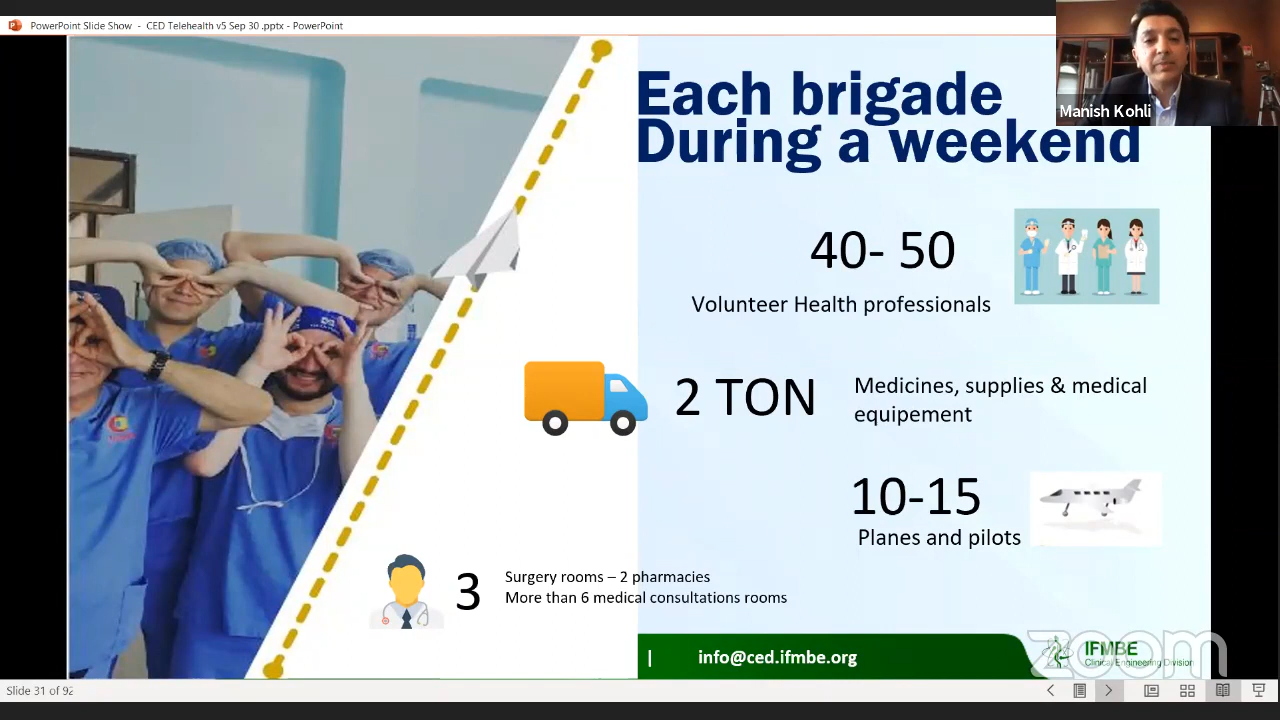 PowerPoint Slide Show - CED Telehealth v5 Sep 30 .pptx - PowerPoint
Manish Kohli
Each brigade
During a weekend
40- 50
Volunteer Health professionals
2 TON
Medicines, supplies & medical
equipement
10-15
Planes and pilots
3
Surgery rooms – 2 pharmacies
More than 6 medical consultations rooms
| info@ced.ifmbe.org
IFMBE
Clinical Engineering Division
zoom
Slide 31 of 92